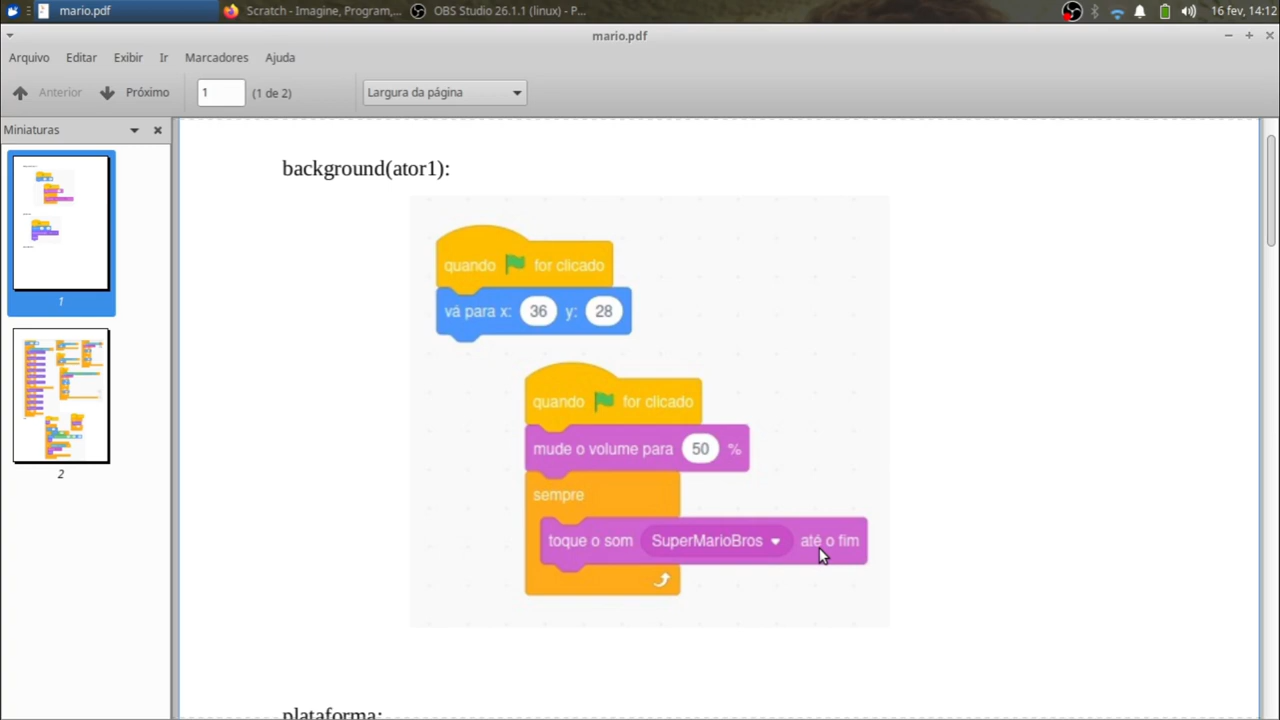 mario.pdf
Scratch - Imagine, Program,...
OBS Studio 26.1.1 (linux) - P...
16 fev, 14:12
mario.pdf
Arquivo Editar Exibir Ir Marcadores Ajuda
Anterior Próximo 1 (1 de 2) Largura da página
Miniaturas
1
2
background(ator1):
quando for clicado
vá para x: 36 y: 28
quando for clicado
mude o volume para 50 %
sempre
toque o som SuperMarioBros até o fim
plataforma: